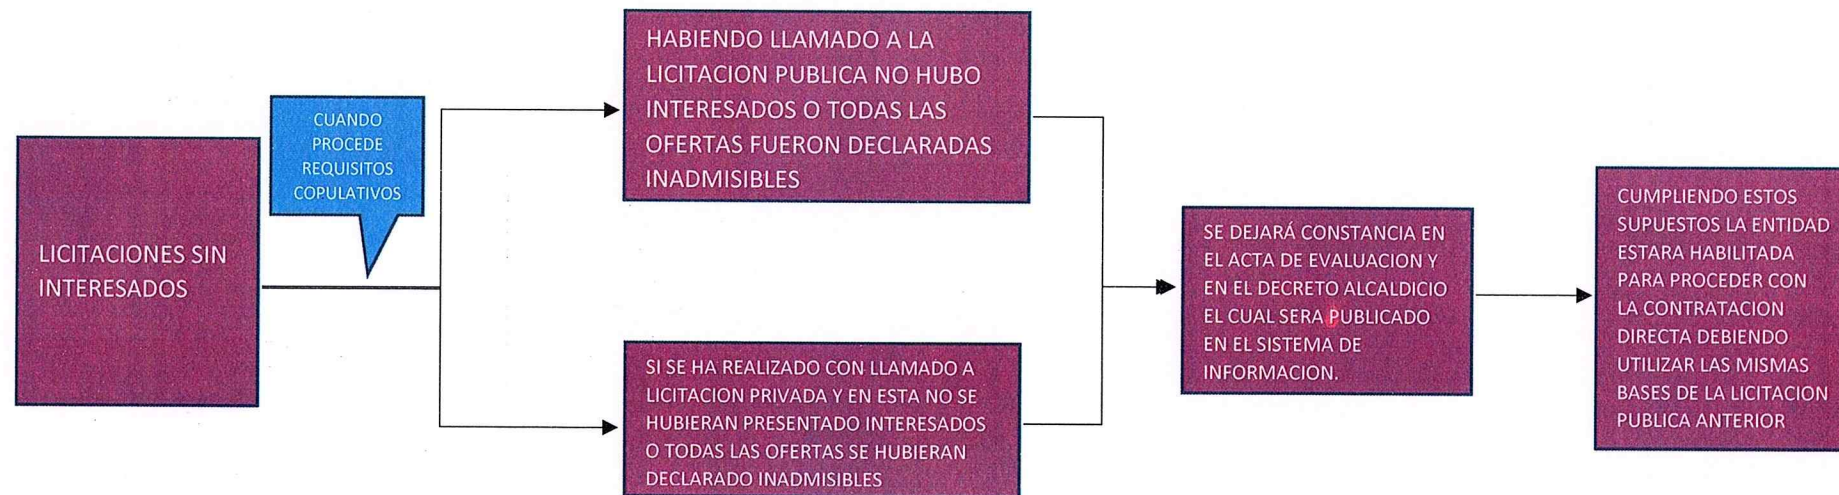 LICITACIONES SIN
INTERESADOS
CUANDO
PROCEDE
REQUISITOS
COPULATIVOS
HABIENDO LLAMADO A LA
LICITACION PUBLICA NO HUBO
INTERESADOS O TODAS LAS
OFERTAS FUERON DECLARADAS
INADMISIBLES
SI SE HA REALIZADO CON LLAMADO A
LICITACION PRIVADA Y EN ESTA NO SE
HUBIERAN PRESENTADO INTERESADOS
O TODAS LAS OFERTAS SE HUBIERAN
DECLARADO INADMISIBLES
SE DEJARÁ CONSTANCIA EN
EL ACTA DE EVALUACION Y
EN EL DECRETO ALCALDICIO
EL CUAL SERA PUBLICADO
EN EL SISTEMA DE
INFORMACION.
CUMPLIENDO ESTOS
SUPUESTOS LA ENTIDAD
ESTARA HABILITADA
PARA PROCEDER CON
LA CONTRATACION
DIRECTA DEBIENDO
UTILIZAR LAS MISMAS
BASES DE LA LICITACION
PUBLICA ANTERIOR